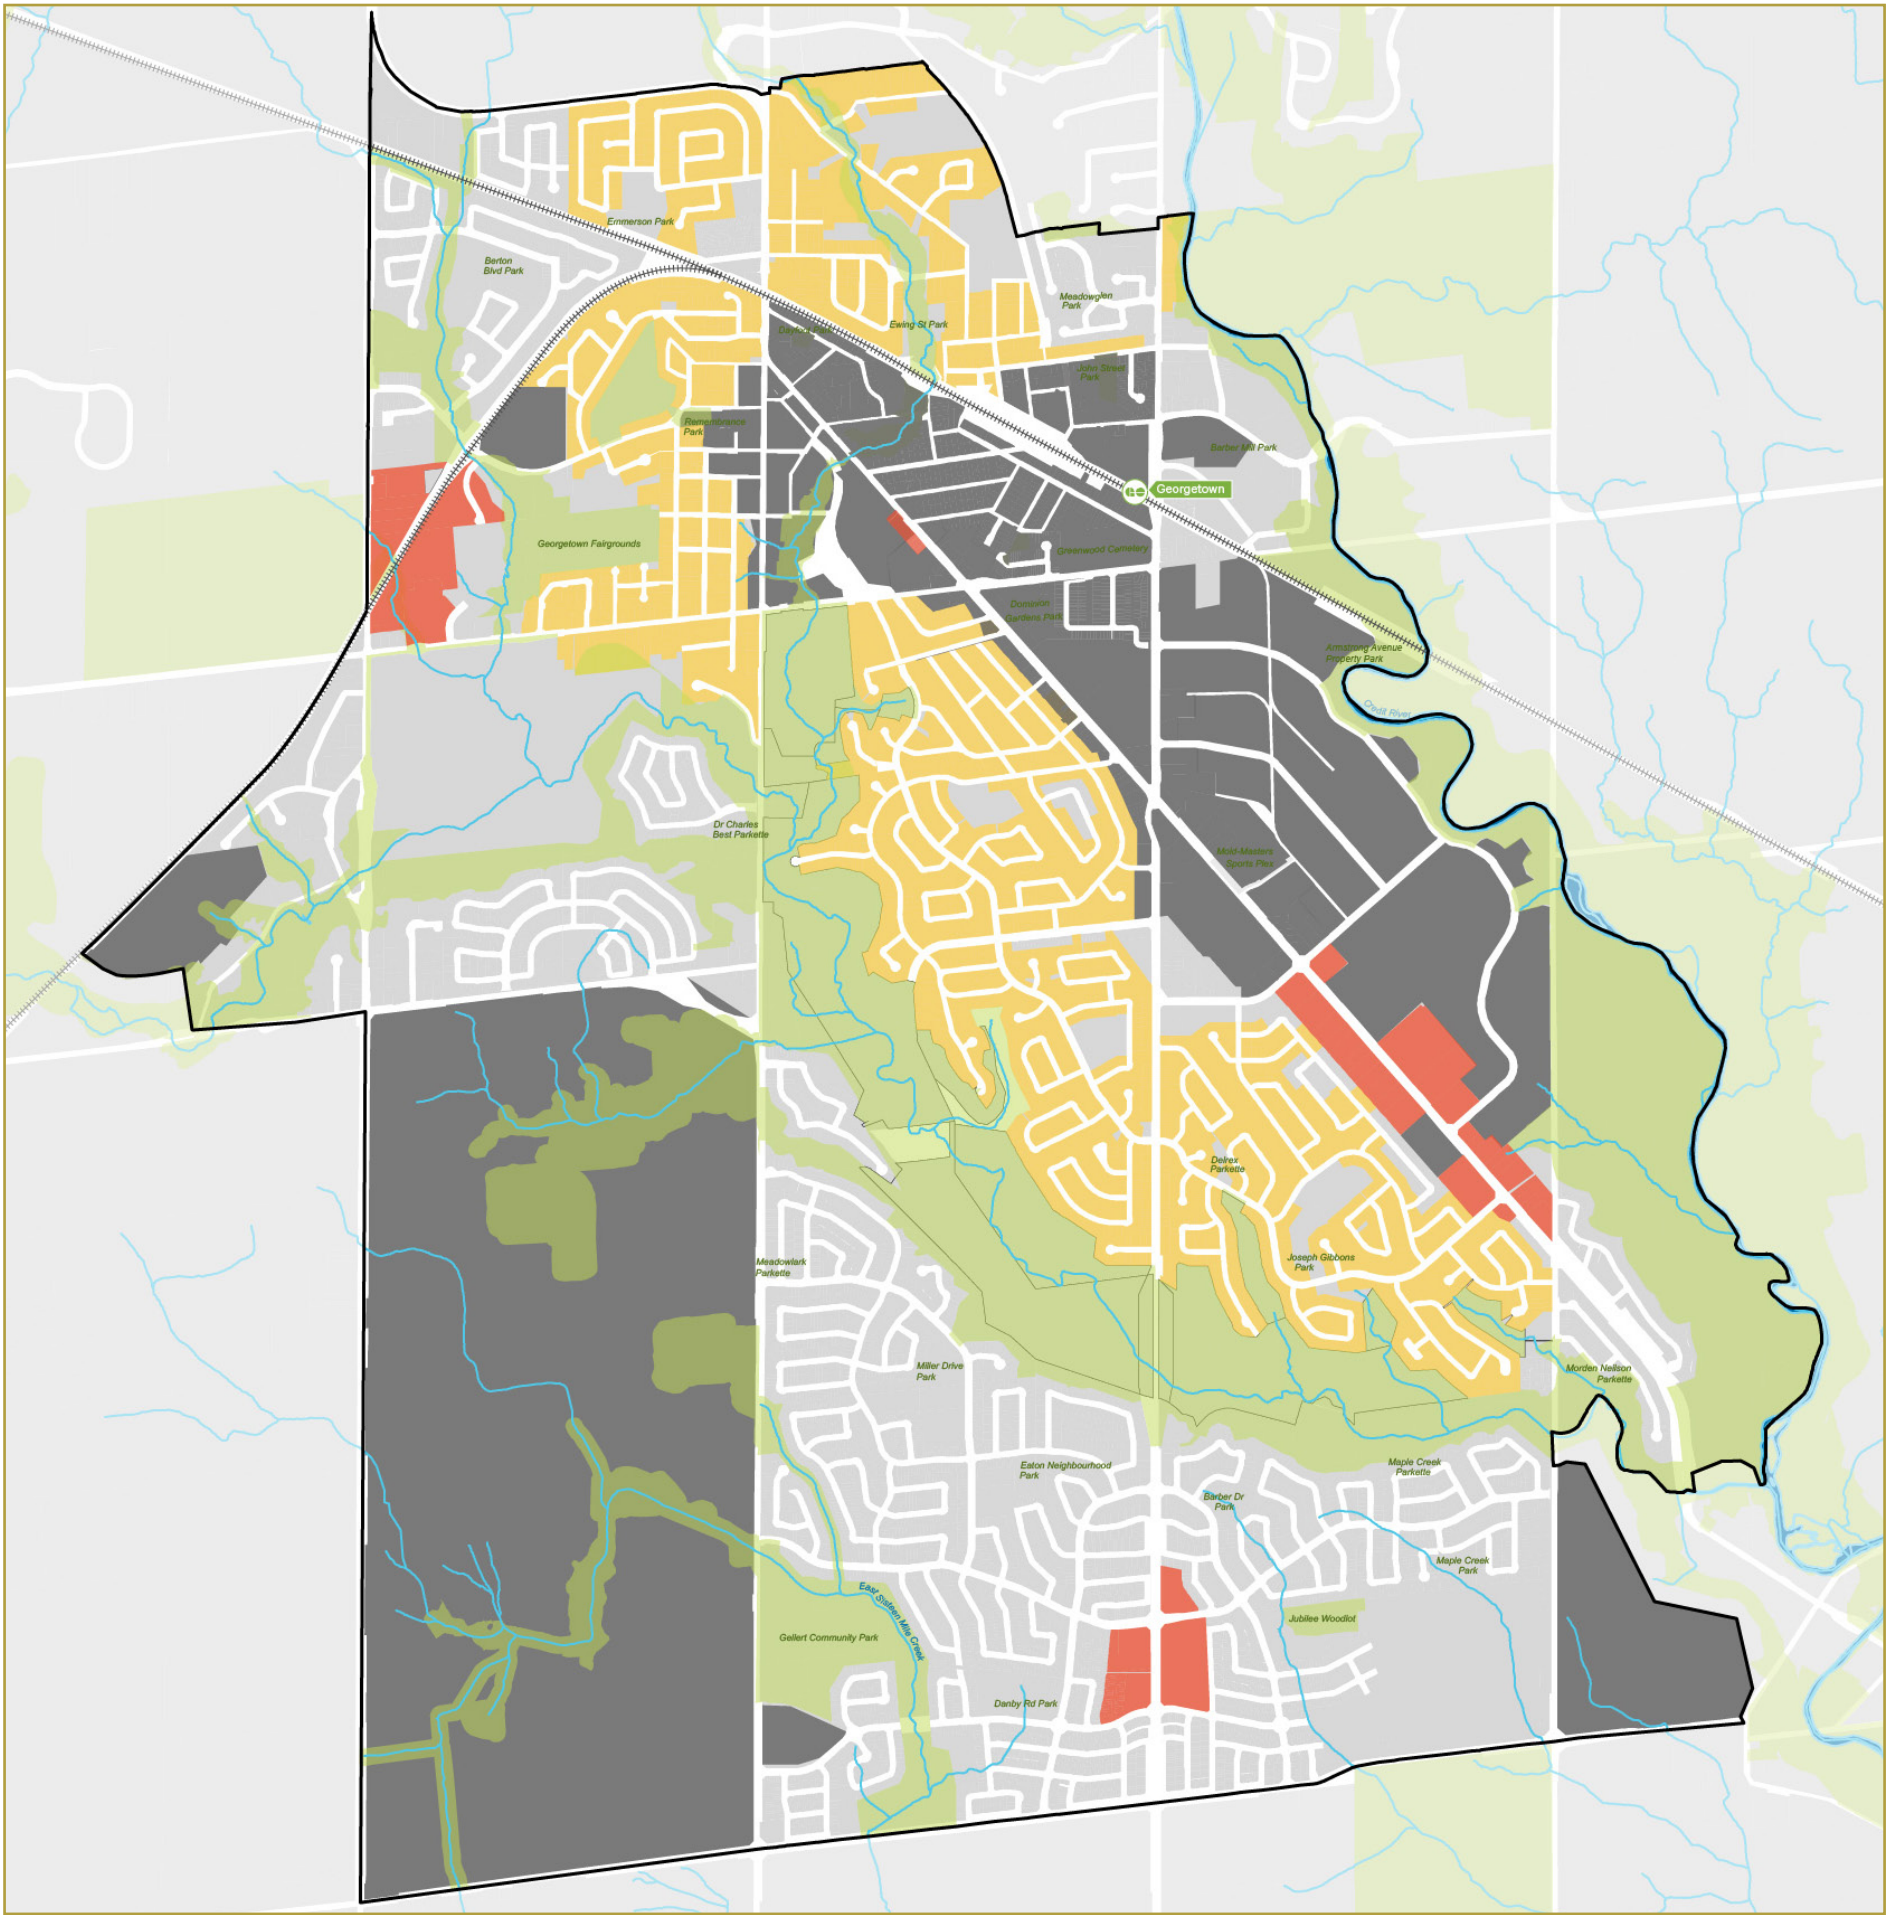 Emmerson Park
Berton
Blvd Park
Meadowglen
Park
Ewing St Park
Dayfoot Park
John Street
Park
Remembrance
Park
Barber Mill Park
Georgetown
Georgetown Fairgrounds
Greenwood Cemetary
Dominion
Gardens Park
Armstrong Avenue
Property Park
Credit River
Dr Charles
Best Parkette
Mold-Masters
Sports Plex
Delrex
Parkette
Meadowlark
Parkette
Joseph Gibbons
Park
Miller Drive
Park
Morden Neilson
Parkette
Eaton Neighbourhood
Park
Maple Creek
Parkette
Barber Dr
Park
Maple Creek
Park
East Sixteen Mile Creek
Jubilee Woodlot
Gellert Community Park
Danby Rd Park